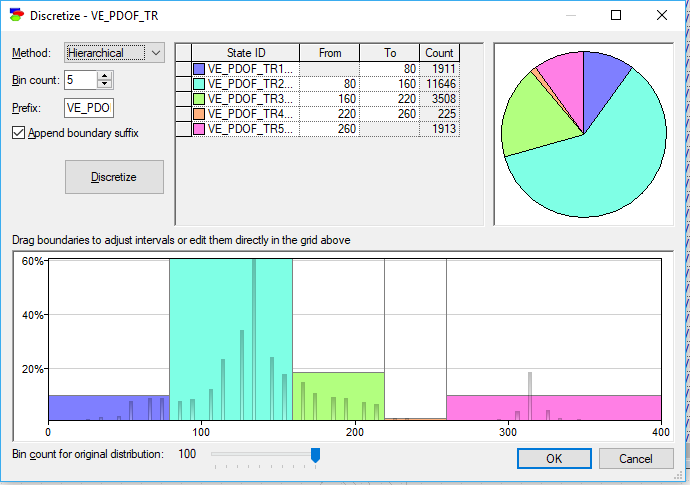 Discretize - VE_PDOF_TR
Method: Hierarchical
Bin count: 5
Prefix: VE_PDO
Append boundary suffix
Discretize
State ID From To Count
VE_PDOF_TR1... 80 1911
VE_PDOF_TR2... 80 160 11646
VE_PDOF_TR3... 160 220 3508
VE_PDOF_TR4... 220 260 225
VE_PDOF_TR5... 260 1913
Drag boundaries to adjust intervals or edit them directly in the grid above
60%
40%
20%
0 100 200 300 400
Bin count for original distribution: 100
OK Cancel